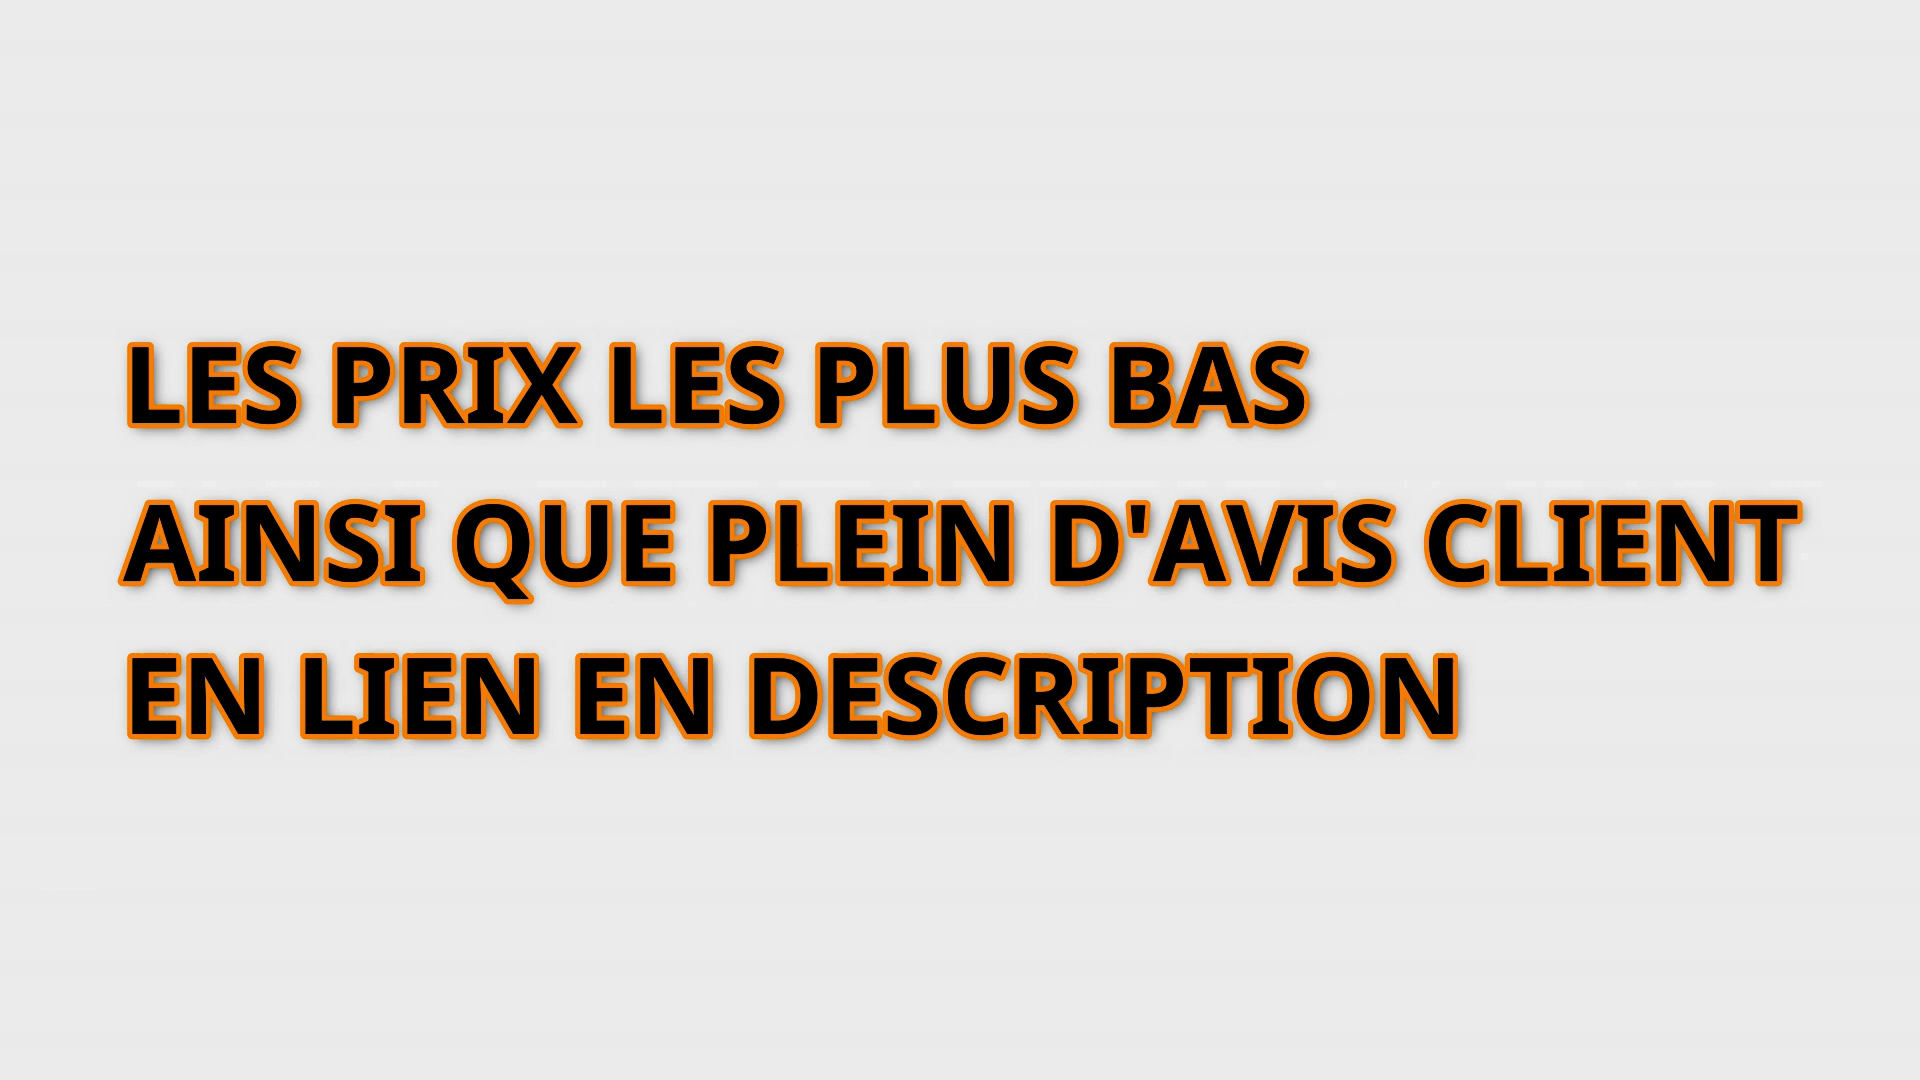 LES PRIX LES PLUS BAS
AINSI QUE PLEIN D'AVIS CLIENT
EN LIEN EN DESCRIPTION